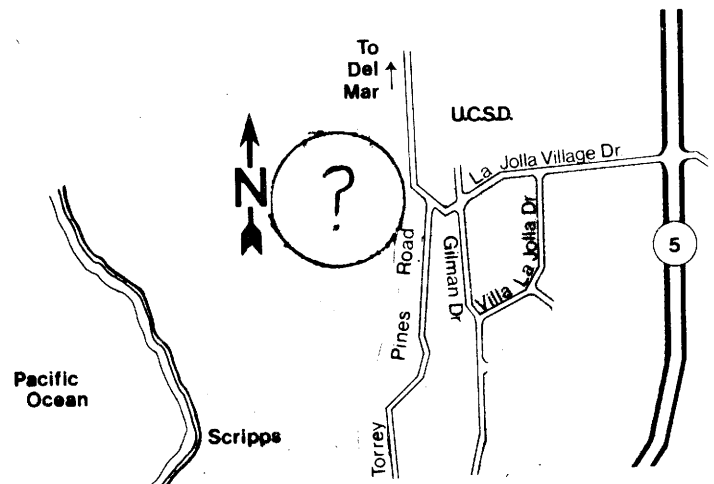 To
Del
Mar
U.C.S.D.
La Jolla Village Dr
N
?
Road
Gilman Dr
Villa La Jolla Dr
5
Pines
Pacific
Ocean
Scripps
Torrey